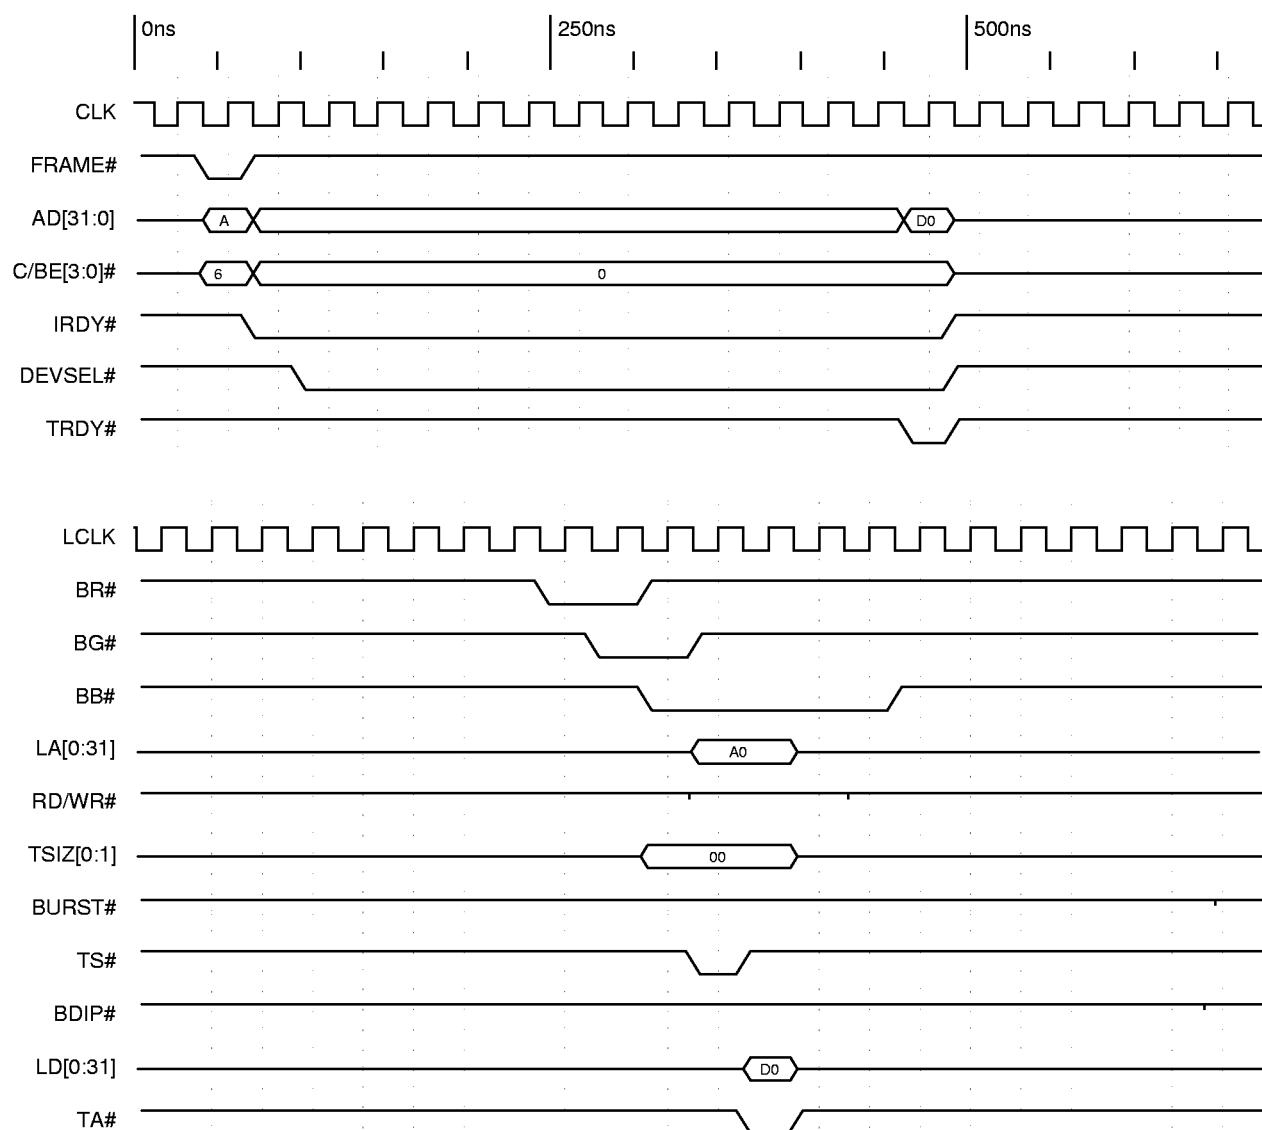 0ns 250ns 500ns
CLK
FRAME#
AD[31:0] A D0
C/BE[3:0]# 6 0
IRDY#
DEVSEL#
TRDY#
LCLK
BR#
BG#
BB#
LA[0:31] A0
RD/WR#
TSIZ[0:1] 00
BURST#
TS#
BDIP#
LD[0:31] D0
TA#